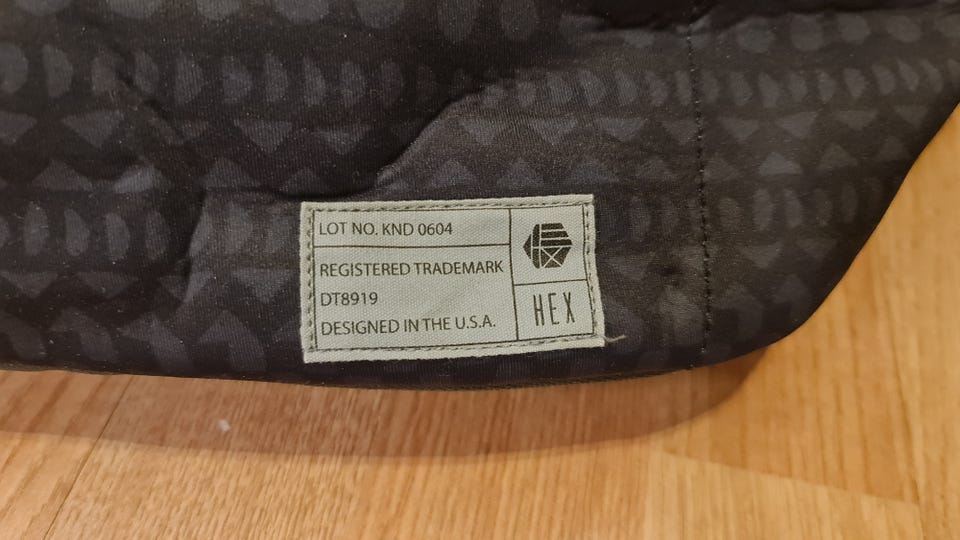 LOT NO. KND 0604
REGISTERED TRADEMARK
DT8919
DESIGNED IN THE U.S.A.
HEX